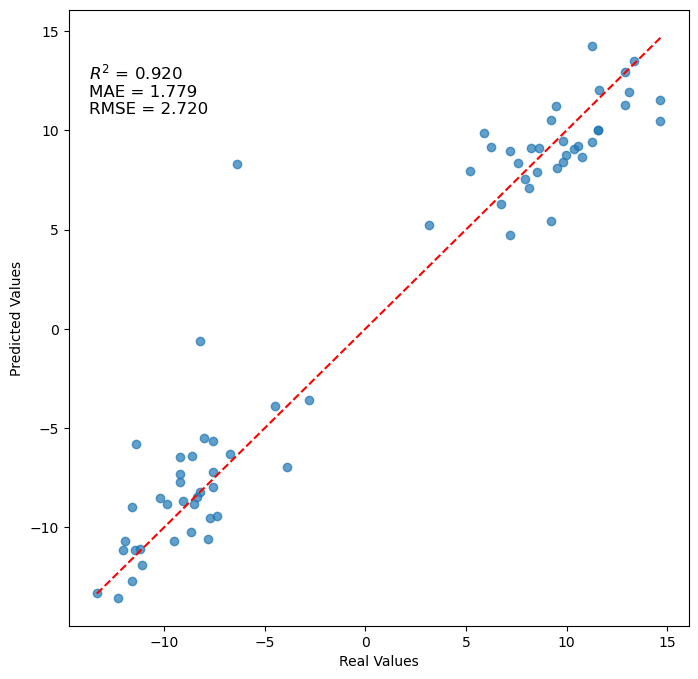 15
R² = 0.920
MAE = 1.779
RMSE = 2.720
10
5
0
−5
−10
Predicted Values
−10 −5 0 5 10 15
Real Values